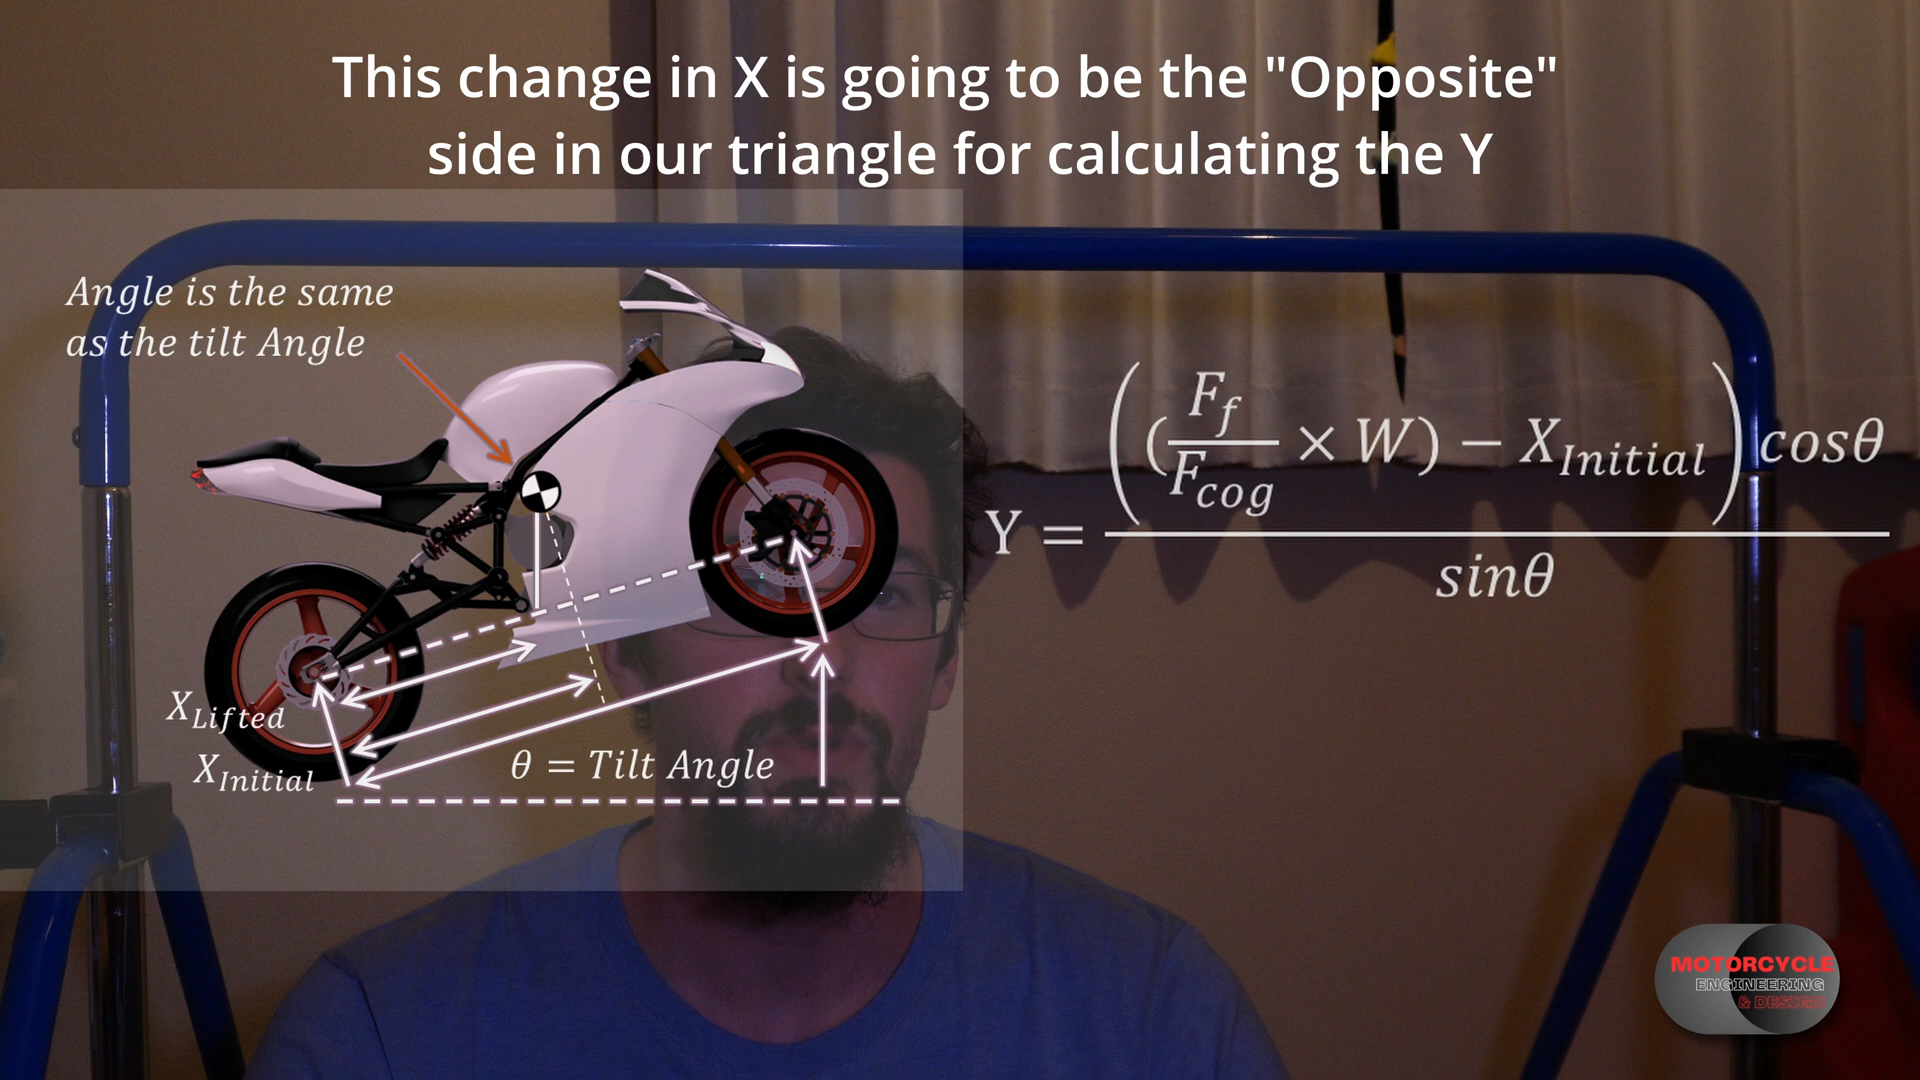 This change in X is going to be the "Opposite"
side in our triangle for calculating the Y
Angle is the same
as the tilt Angle
X_Lifted
X_Initial
θ = Tilt Angle
Y = (((F_f / F_cog) × W) − X_Initial) cosθ / sinθ
MOTORCYCLE
ENGINEERING
& DESIGN